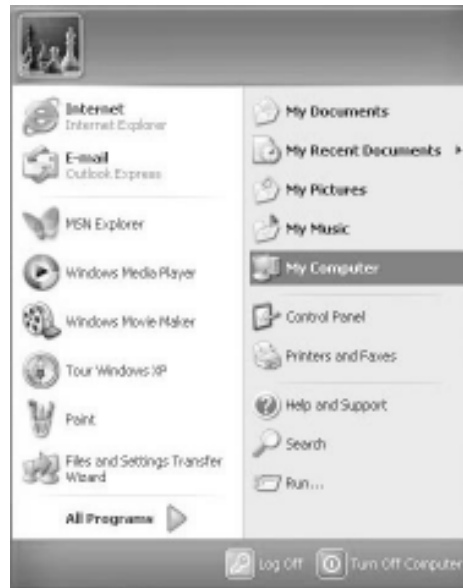 Internet
Internet Explorer
E-mail
Outlook Express
MSN Explorer
Windows Media Player
Windows Movie Maker
Tour Windows XP
Paint
Files and Settings Transfer
Wizard
All Programs
My Documents
My Recent Documents
My Pictures
My Music
My Computer
Control Panel
Printers and Faxes
Help and Support
Search
Run...
Log Off
Turn Off Computer